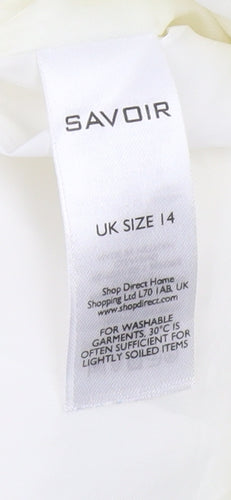 SAVOIR
UK SIZE 14
Shop Direct Home
Shopping Ltd L70 1AB, UK
www.shopdirect.com
FOR WASHABLE
GARMENTS, 30°C IS
OFTEN SUFFICIENT FOR
LIGHTLY SOILED ITEMS